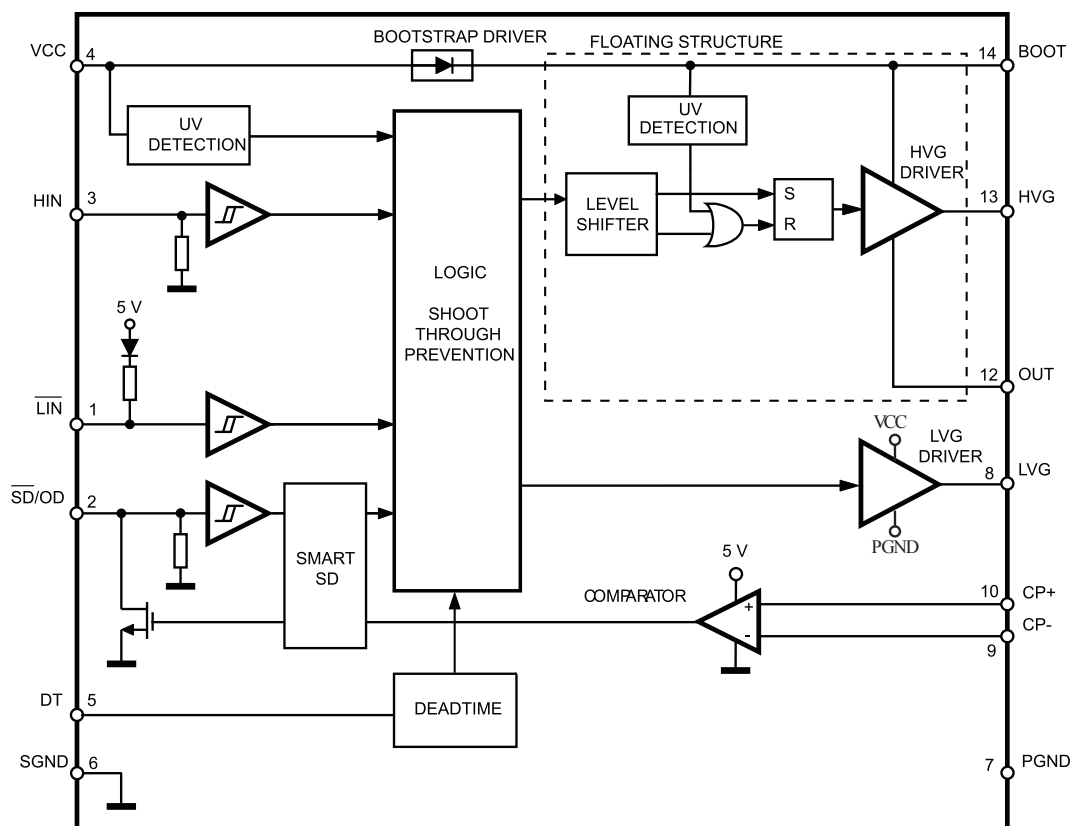 BOOTSTRAP DRIVER
FLOATING STRUCTURE
VCC
4
14
BOOT
UV
DETECTION
UV
DETECTION
HIN
3
HVG
DRIVER
13
HVG
LEVEL
SHIFTER
S
R
LOGIC
SHOOT
THROUGH
PREVENTION
5 V
12
OUT
LIN
1
VCC
LVG
DRIVER
8
LVG
SD/OD
2
PGND
SMART
SD
5 V
COMPARATOR
+
-
10
CP+
CP-
9
DT
5
DEADTIME
SGND
6
7
PGND